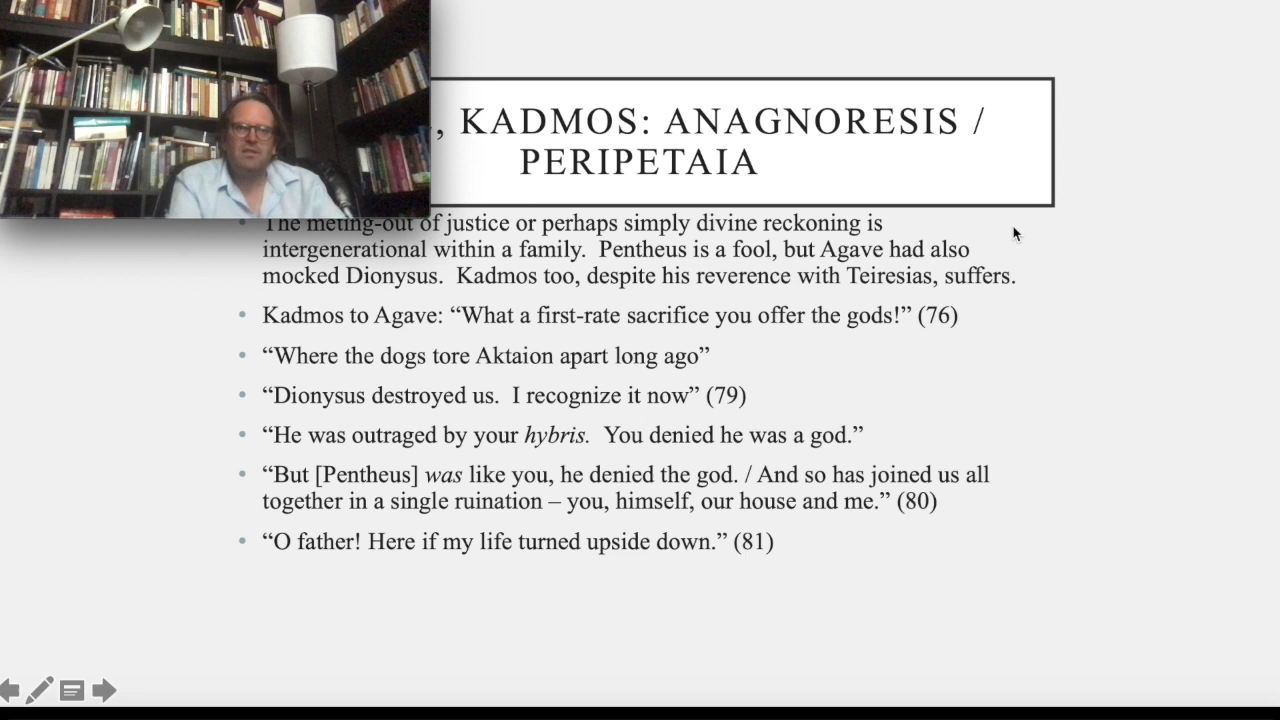 , KADMOS: ANAGNORESIS /
PERIPETAIA
The meting-out of justice or perhaps simply divine reckoning is
intergenerational within a family. Pentheus is a fool, but Agave had also
mocked Dionysus. Kadmos too, despite his reverence with Teiresias, suffers.
• Kadmos to Agave: “What a first-rate sacrifice you offer the gods!” (76)
• “Where the dogs tore Aktaion apart long ago”
• “Dionysus destroyed us. I recognize it now” (79)
• “He was outraged by your hybris. You denied he was a god.”
• “But [Pentheus] was like you, he denied the god. / And so has joined us all
together in a single ruination – you, himself, our house and me.” (80)
• “O father! Here if my life turned upside down.” (81)